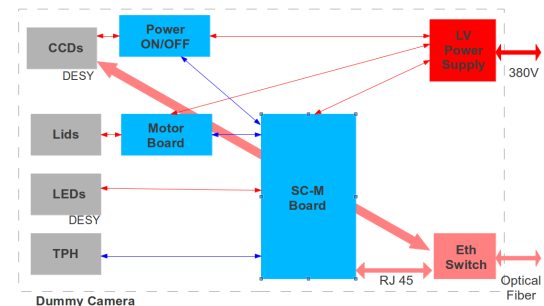 CCDs
DESY
Power
ON/OFF
LV
Power
Supply
380V
Lids
Motor
Board
LEDs
DESY
SC-M
Board
TPH
Eth
Switch
RJ 45
Optical
Fiber
Dummy Camera